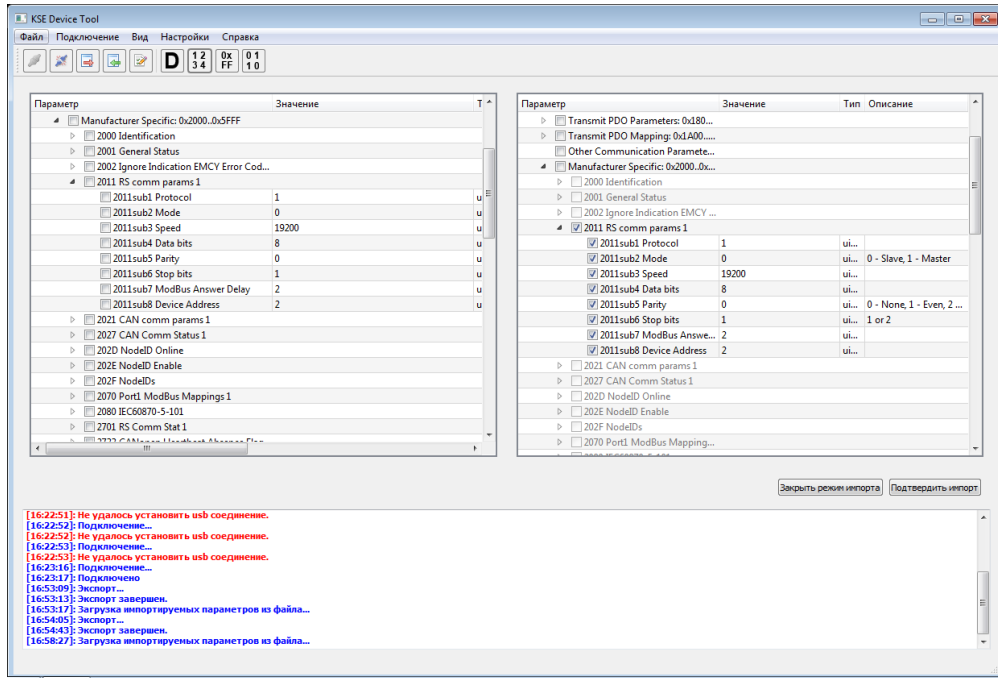 KSE Device Tool
Файл Подключение Вид Настройки Справка
D 1 2 3 4 0x FF 0 1 1 0
Параметр Значение Т
Manufacturer Specific: 0x2000..0x5FFF
2000 Identification
2001 General Status
2002 Ignore Indication EMCY Error Cod...
2011 RS comm params 1
2011sub1 Protocol 1 u
2011sub2 Mode 0 u
2011sub3 Speed 19200 u
2011sub4 Data bits 8 u
2011sub5 Parity 0 u
2011sub6 Stop bits 1 u
2011sub7 ModBus Answer Delay 2 u
2011sub8 Device Address 2 u
2021 CAN comm params 1
2027 CAN Comm Status 1
202D NodeID Online
202E NodeID Enable
202F NodeIDs
2070 Port1 ModBus Mappings 1
2080 IEC60870-5-101
2701 RS Comm Stat 1
Параметр Значение Тип Описание
Transmit PDO Parameters: 0x180...
Transmit PDO Mapping: 0x1A00.....
Other Communication Paramete...
Manufacturer Specific: 0x2000..0x...
2000 Identification
2001 General Status
2002 Ignore Indication EMCY ...
2011 RS comm params 1
2011sub1 Protocol 1 ui...
2011sub2 Mode 0 ui... 0 - Slave, 1 - Master
2011sub3 Speed 19200 ui...
2011sub4 Data bits 8 ui...
2011sub5 Parity 0 ui... 0 - None, 1 - Even, 2 ...
2011sub6 Stop bits 1 ui... 1 or 2
2011sub7 ModBus Answe... 2 ui...
2011sub8 Device Address 2 ui...
2021 CAN comm params 1
2027 CAN Comm Status 1
202D NodeID Online
202E NodeID Enable
202F NodeIDs
2070 Port1 ModBus Mapping...
Закрыть режим импорта Подтвердить импорт
[16:22:51]: Не удалось установить usb соединение.
[16:22:52]: Подключение...
[16:22:52]: Не удалось установить usb соединение.
[16:22:53]: Подключение...
[16:22:53]: Не удалось установить usb соединение.
[16:23:16]: Подключение...
[16:23:17]: Подключено
[16:53:09]: Экспорт...
[16:53:13]: Экспорт завершен.
[16:53:17]: Загрузка импортируемых параметров из файла...
[16:54:05]: Экспорт...
[16:54:43]: Экспорт завершен.
[16:58:27]: Загрузка импортируемых параметров из файла...